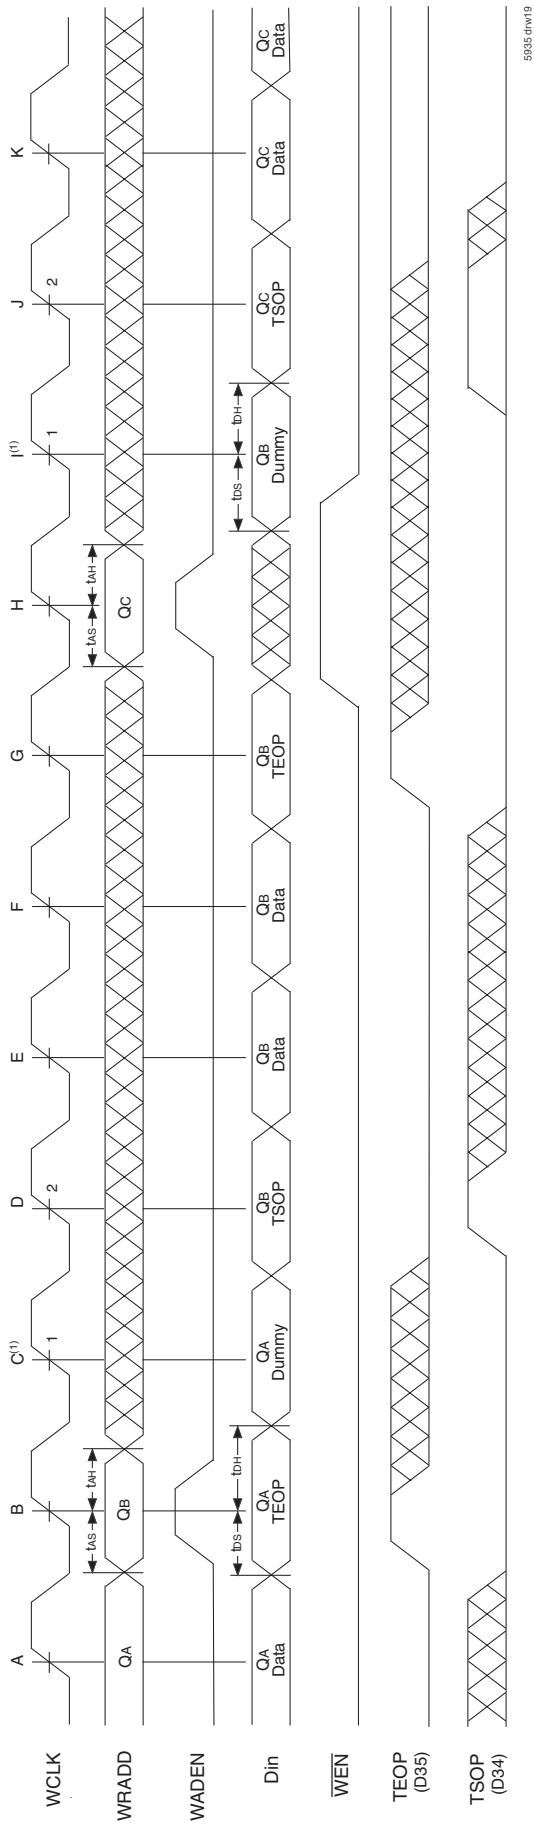 A B C(1) D E F G H I(1) J K
WCLK 1 2 1 2
tAS tAH tAS tAH
WRADD QA QB QC
WADEN
tDS tDH tDS tDH
Din QA Data QA TEOP QA Dummy QB TSOP QB Data QB Data QB TEOP QB Dummy QC TSOP QC Data QC Data
WEN
TEOP
(D35)
TSOP
(D34)
5935 drw19